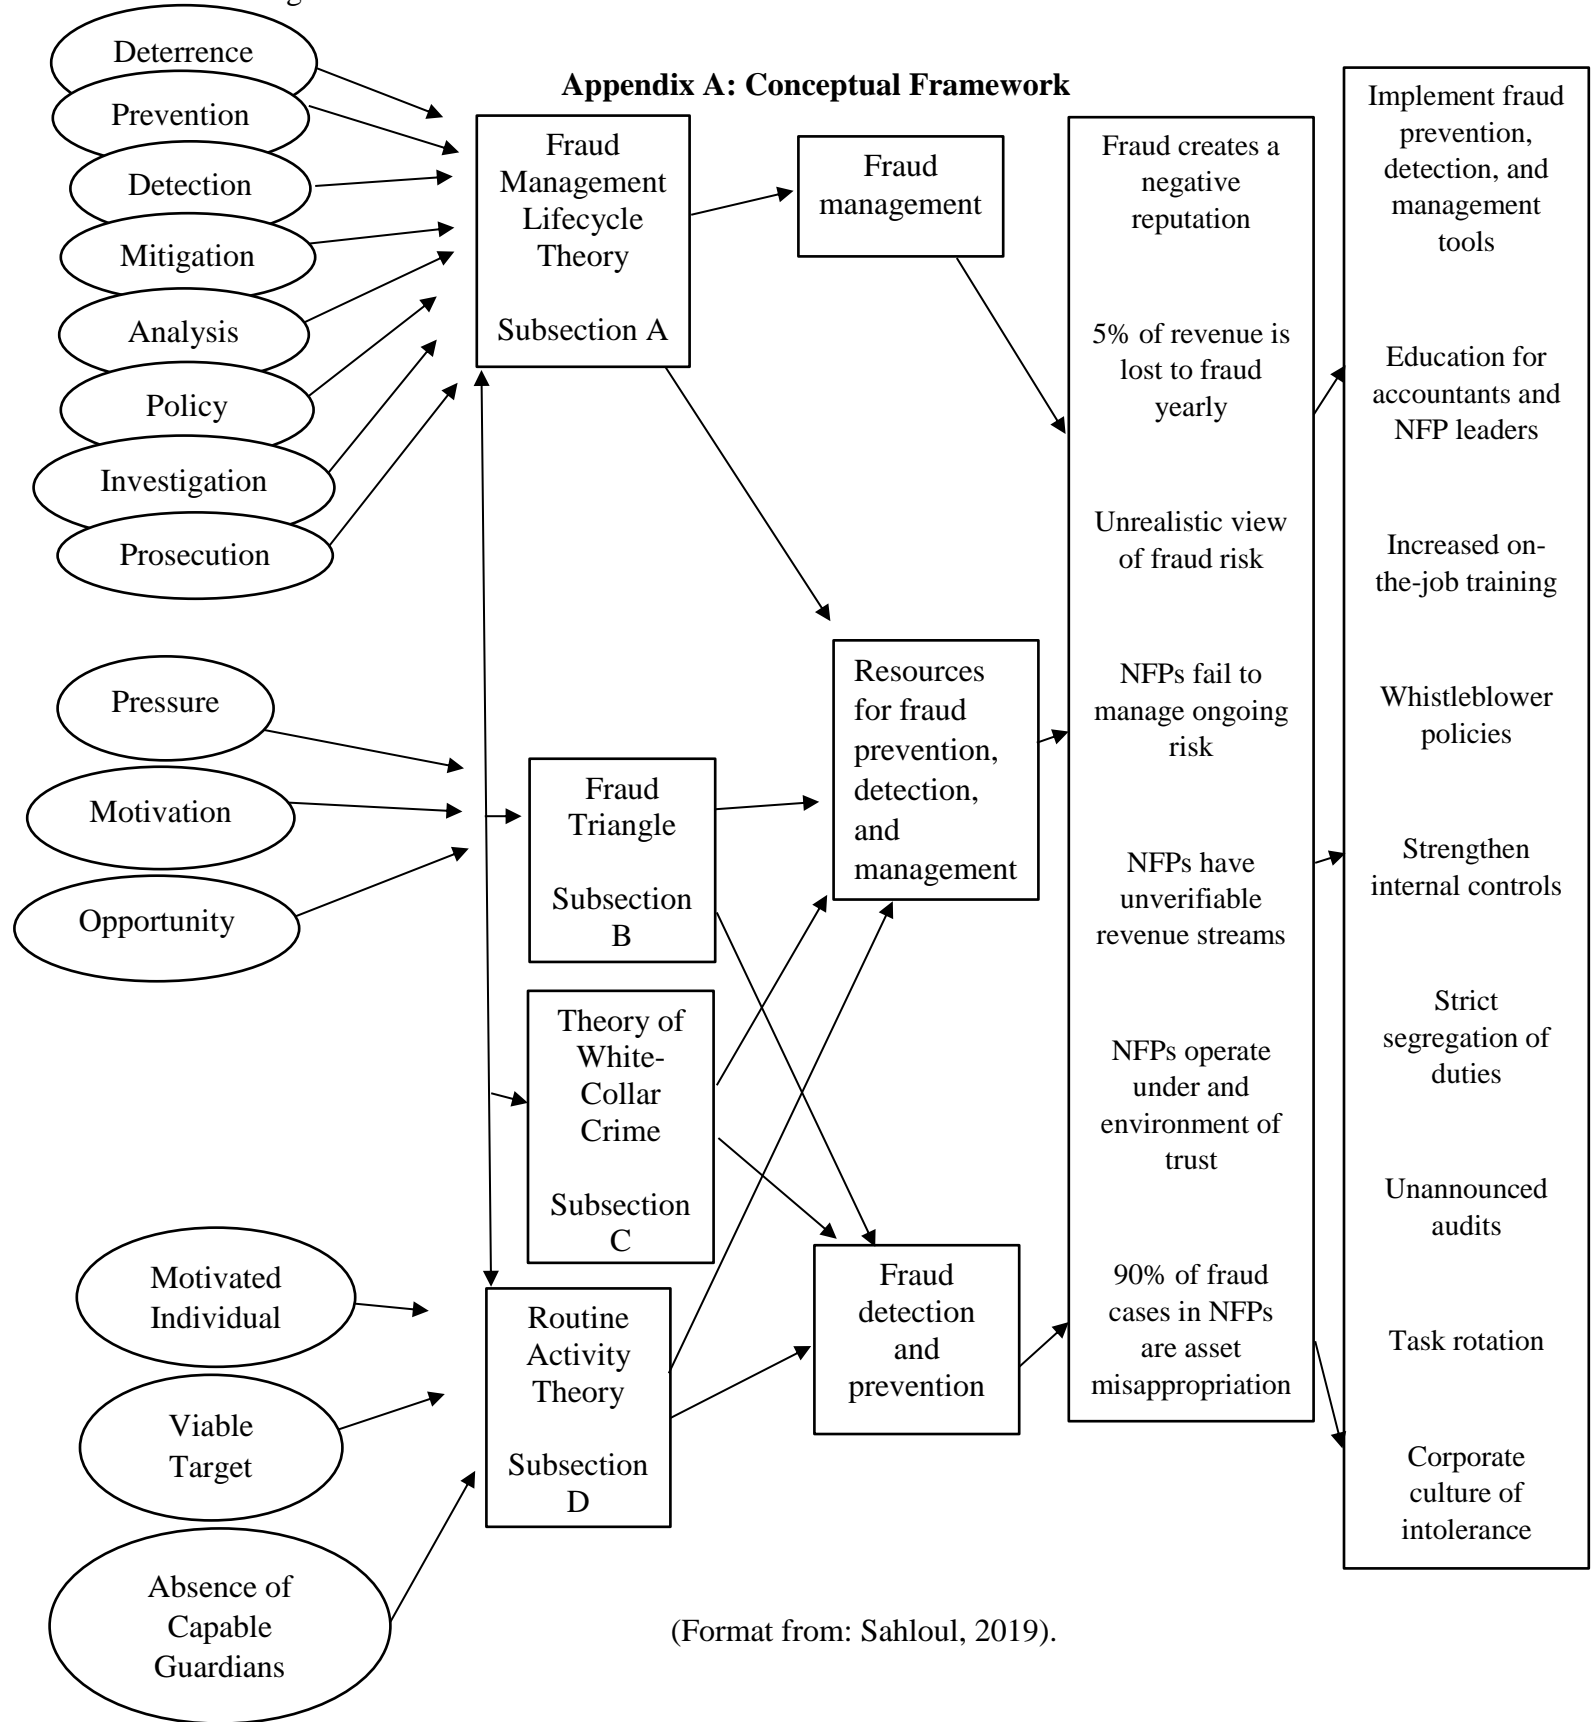 Deterrence
Prevention
Detection
Mitigation
Analysis
Policy
Investigation
Prosecution
Pressure
Motivation
Opportunity
Motivated
Individual
Viable
Target
Absence of
Capable
Guardians
Appendix A: Conceptual Framework
Fraud
Management
Lifecycle
Theory
Subsection A
Fraud
Triangle
Subsection
B
Theory of
White-
Collar
Crime
Subsection
C
Routine
Activity
Theory
Subsection
D
Fraud
management
Resources
for fraud
prevention,
detection,
and
management
Fraud
detection
and
prevention
Fraud creates a
negative
reputation
5% of revenue is
lost to fraud
yearly
Unrealistic view
of fraud risk
NFPs fail to
manage ongoing
risk
NFPs have
unverifiable
revenue streams
NFPs operate
under and
environment of
trust
90% of fraud
cases in NFPs
are asset
misappropriation
Implement fraud
prevention,
detection, and
management
tools
Education for
accountants and
NFP leaders
Increased on-
the-job training
Whistleblower
policies
Strengthen
internal controls
Strict
segregation of
duties
Unannounced
audits
Task rotation
Corporate
culture of
intolerance
(Format from: Sahloul, 2019).